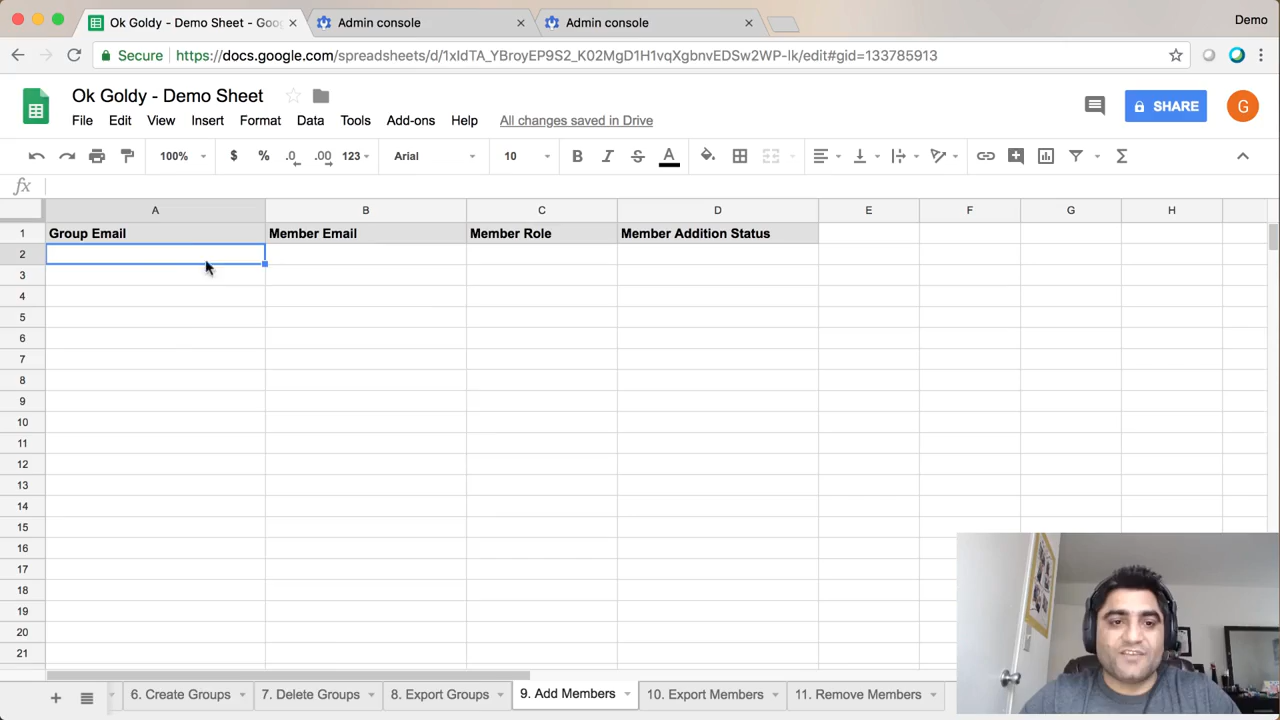 Ok Goldy - Demo Sheet - Goo
Admin console
Admin console
Demo
Secure
https://docs.google.com/spreadsheets/d/1xIdTA_YBroyEP9S2_K02MgD1H1vqXgbnvEDSw2WP-lk/edit#gid=133785913
Ok Goldy - Demo Sheet
SHARE
G
File Edit View Insert Format Data Tools Add-ons Help All changes saved in Drive
100% $ % .0 .00 123 Arial 10 B I S A Σ
fx
A B C D E F G H
1 Group Email Member Email Member Role Member Addition Status
2
3
4
5
6
7
8
9
10
11
12
13
14
15
16
17
18
19
20
21
+ 6. Create Groups 7. Delete Groups 8. Export Groups 9. Add Members 10. Export Members 11. Remove Members